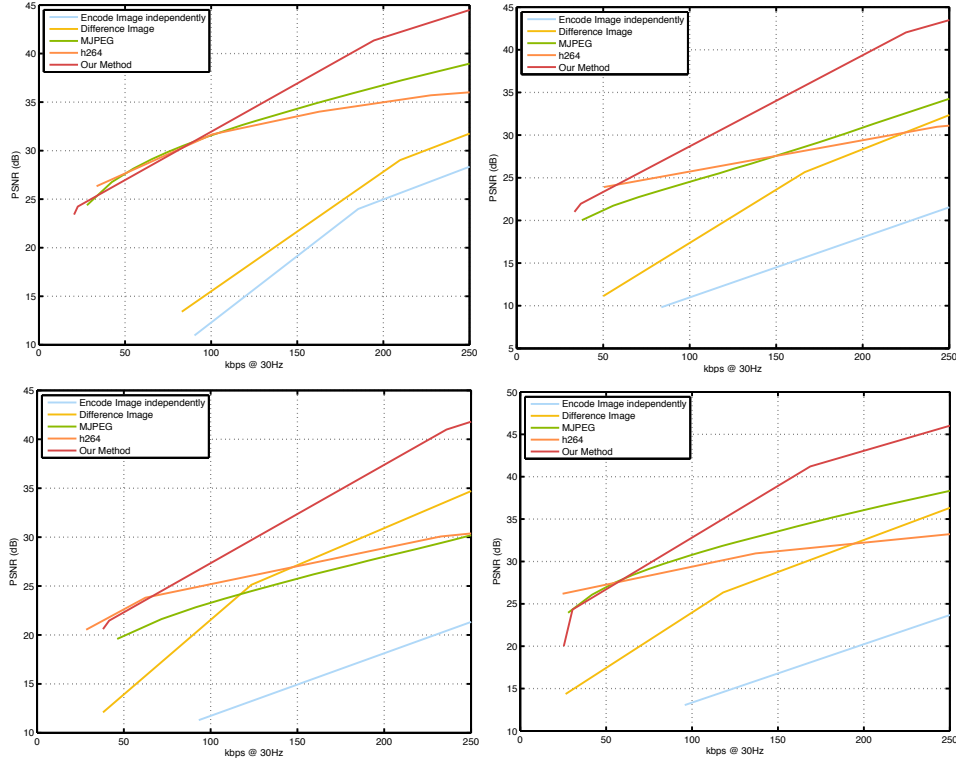 45
40
35
30
25
20
15
10
PSNR (dB)
Encode Image independently
Difference Image
MJPEG
h264
Our Method
0 50 100 150 200 250
kbps @ 30Hz
45
40
35
30
25
20
15
10
5
PSNR (dB)
Encode Image independently
Difference Image
MJPEG
h264
Our Method
0 50 100 150 200 250
kbps @ 30Hz
45
40
35
30
25
20
15
10
PSNR (dB)
Encode Image independently
Difference Image
MJPEG
h264
Our Method
0 50 100 150 200 250
kbps @ 30Hz
50
45
40
35
30
25
20
15
10
PSNR (dB)
Encode Image independently
Difference Image
MJPEG
h264
Our Method
0 50 100 150 200 250
kbps @ 30Hz